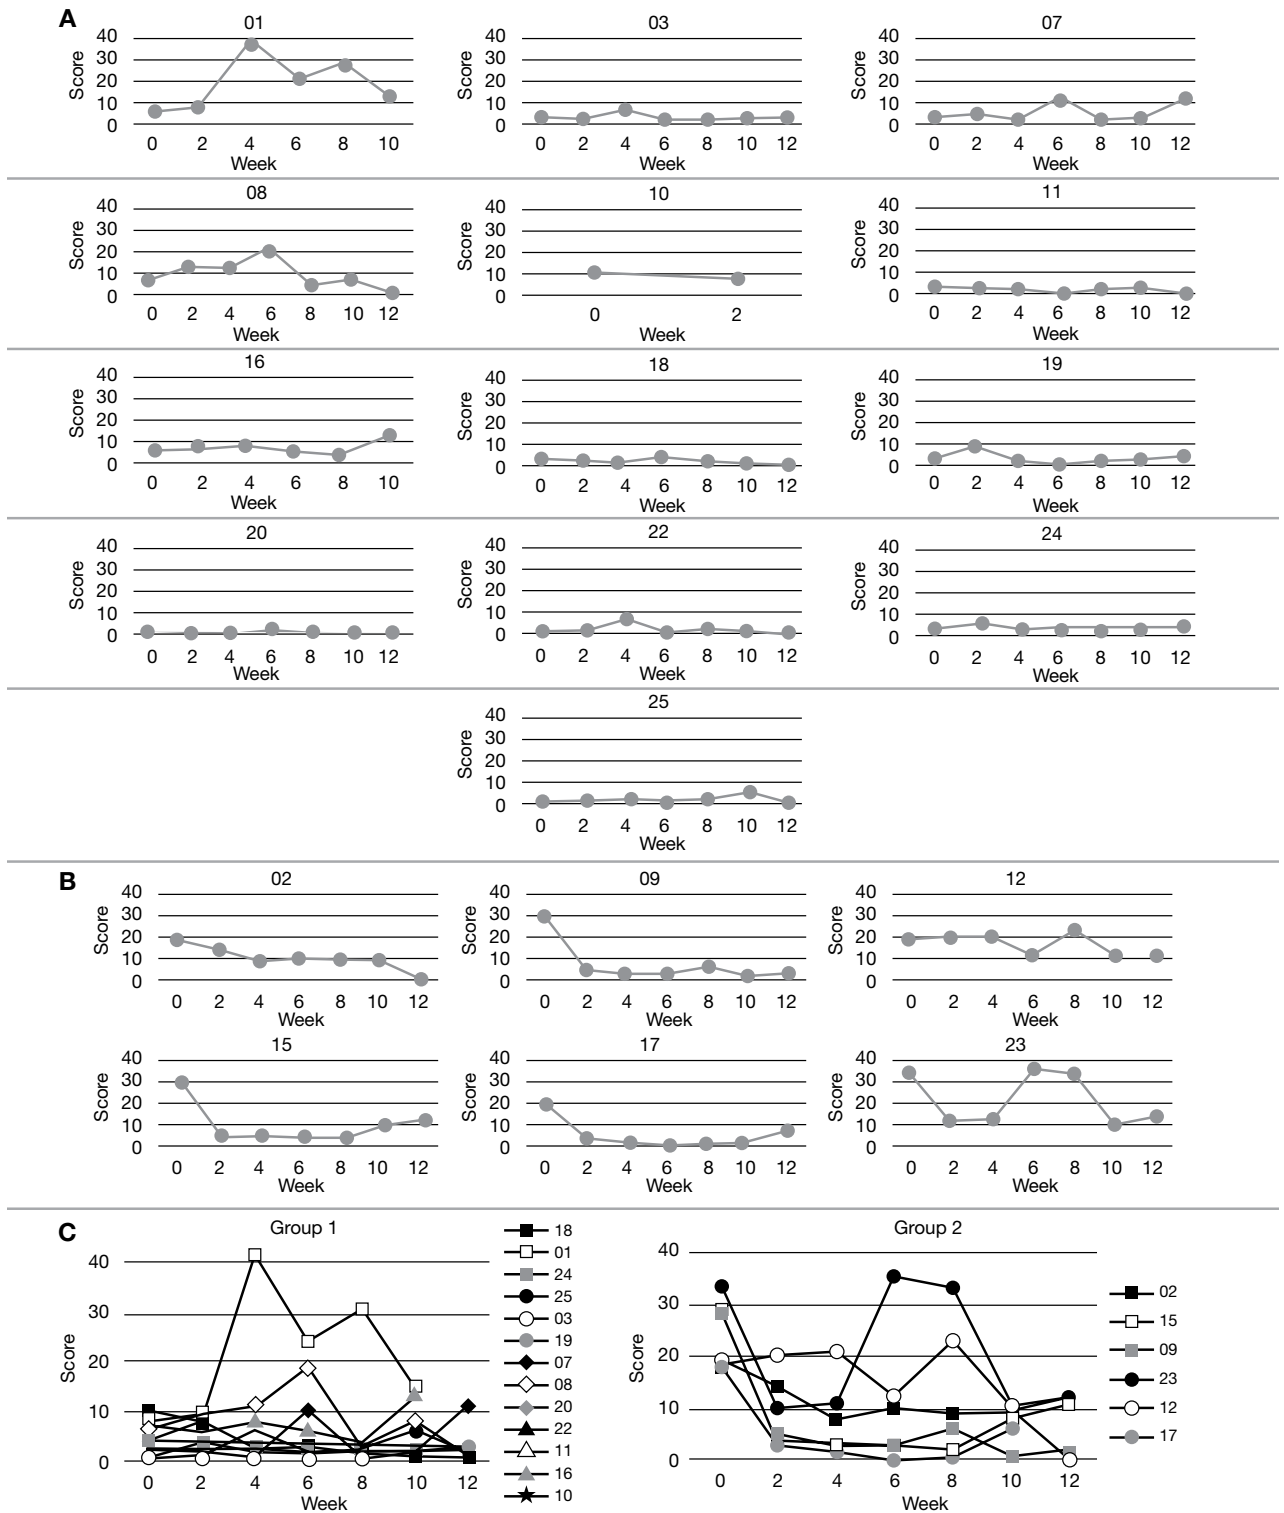 A
01 03 07
Score 40 30 20 10 0 Score 40 30 20 10 0 Score 40 30 20 10 0
0 2 4 6 8 10 0 2 4 6 8 10 12 0 2 4 6 8 10 12
Week Week Week
08 10 11
Score 40 30 20 10 0 Score 40 30 20 10 0 Score 40 30 20 10 0
0 2 4 6 8 10 12 0 2 0 2 4 6 8 10 12
Week Week Week
16 18 19
Score 40 30 20 10 0 Score 40 30 20 10 0 Score 40 30 20 10 0
0 2 4 6 8 10 0 2 4 6 8 10 12 0 2 4 6 8 10 12
Week Week Week
20 22 24
Score 40 30 20 10 0 Score 40 30 20 10 0 Score 40 30 20 10 0
0 2 4 6 8 10 12 0 2 4 6 8 10 12 0 2 4 6 8 10 12
Week Week Week
25
Score 40 30 20 10 0
0 2 4 6 8 10 12
Week
B
02 09 12
Score 40 30 20 10 0 Score 40 30 20 10 0 Score 40 30 20 10 0
0 2 4 6 8 10 12 0 2 4 6 8 10 12 0 2 4 6 8 10 12
Week Week Week
15 17 23
Score 40 30 20 10 0 Score 40 30 20 10 0 Score 40 30 20 10 0
0 2 4 6 8 10 12 0 2 4 6 8 10 12 0 2 4 6 8 10 12
Week Week Week
C
Group 1
Score
40
30
20
10
0
0 2 4 6 8 10 12
Week
18
01
24
25
03
19
07
08
20
22
11
16
10
Group 2
Score
40
30
20
10
0
0 2 4 6 8 10 12
Week
02
15
09
23
12
17